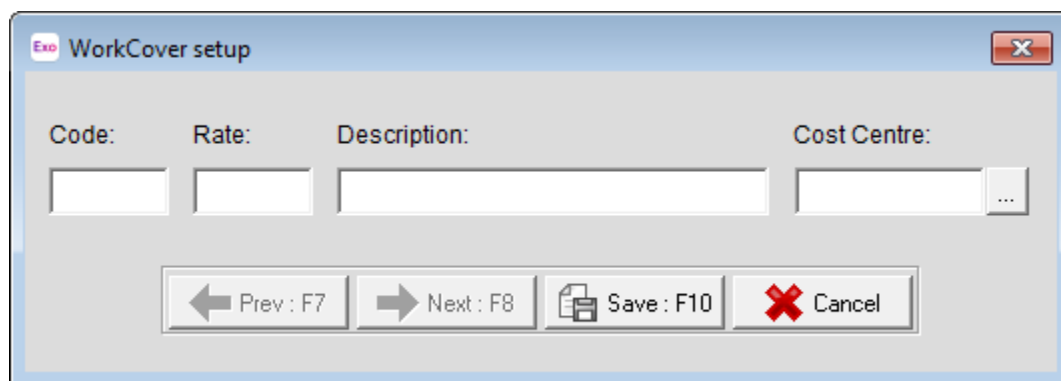 Exo WorkCover setup
Code: Rate: Description: Cost Centre:
...
Prev : F7 Next : F8 Save : F10 Cancel